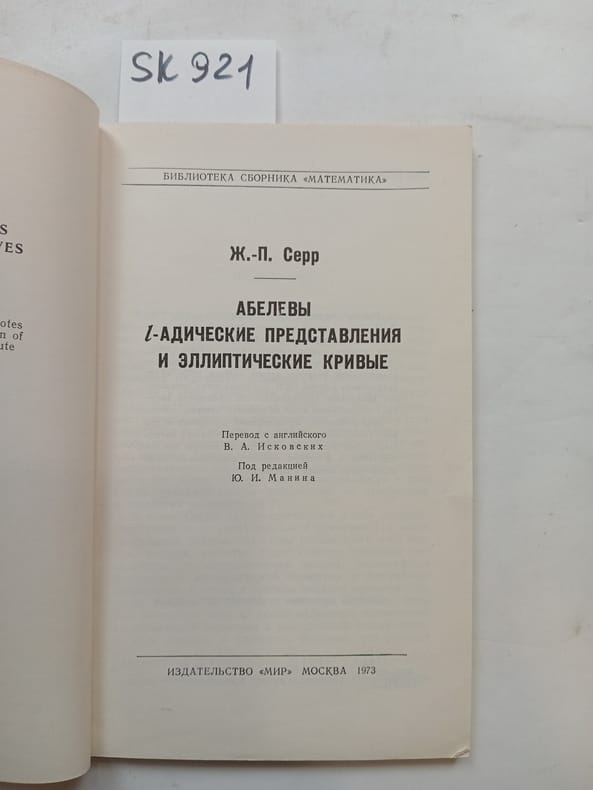 SK 921
S
VES
otes
n of
ute
БИБЛИОТЕКА СБОРНИКА «МАТЕМАТИКА»
Ж.-П. Серр
АБЕЛЕВЫ
l-АДИЧЕСКИЕ ПРЕДСТАВЛЕНИЯ
И ЭЛЛИПТИЧЕСКИЕ КРИВЫЕ
Перевод с английского
В. А. Исковских
Под редакцией
Ю. И. Манина
ИЗДАТЕЛЬСТВО «МИР» МОСКВА 1973